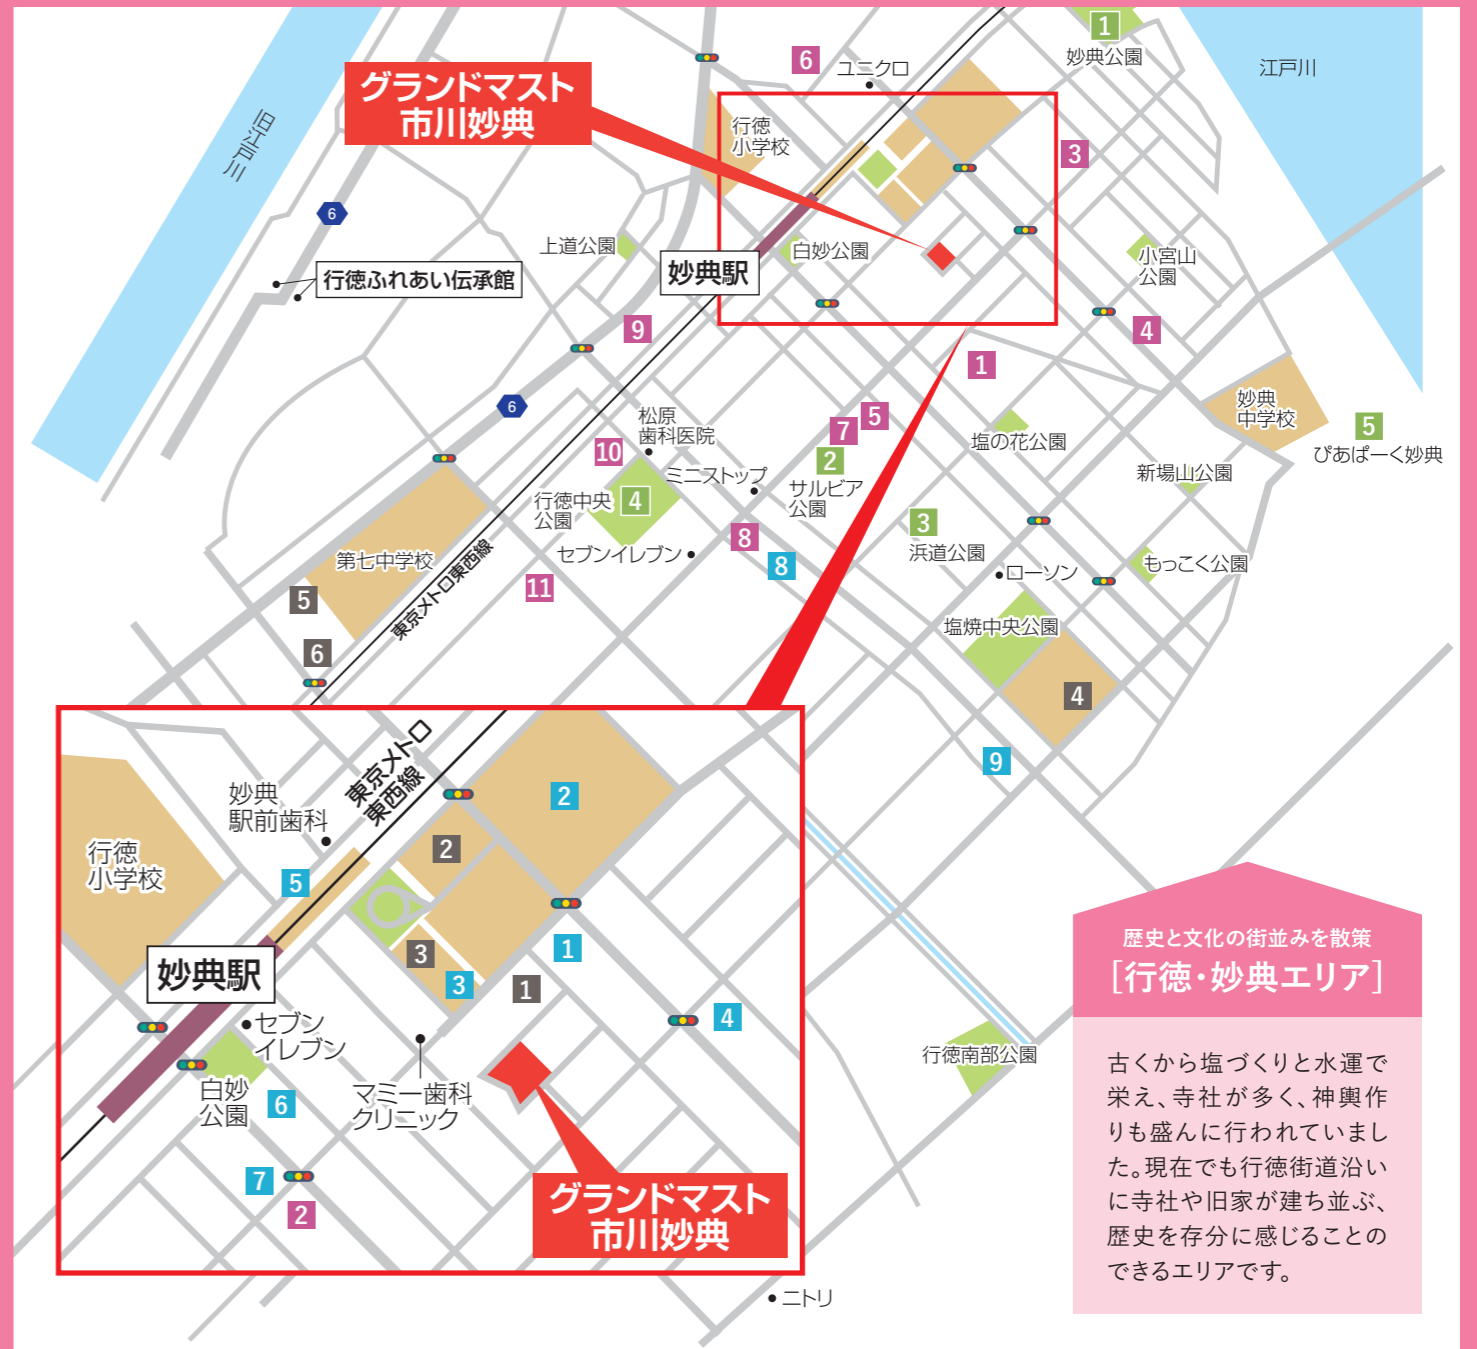 1
妙典公園
江戸川
旧江戸川
6
ユニクロ
グランドマスト
市川妙典
行徳
小学校
3
6
上道公園
白妙公園
小宮山
公園
妙典駅
行徳ふれあい伝承館
9
4
1
6
松原
歯科医院
5
7
妙典
中学校
5
ぴあぱーく妙典
塩の花公園
10
2
ミニストップ
サルビア
公園
新場山公園
行徳中央
公園
4
3
浜道公園
8
セブンイレブン
8
第七中学校
東京メトロ東西線
ローソン
もっこく公園
11
5
塩焼中央公園
6
4
9
東京メトロ
東西線
妙典
駅前歯科
2
行徳
小学校
2
5
1
3
3
1
妙典駅
4
セブン
イレブン
白妙
公園
6
マミー歯科
クリニック
7
2
グランドマスト
市川妙典
行徳南部公園
ニトリ
歴史と文化の街並みを散策
[行徳・妙典エリア]
古くから塩づくりと水運で
栄え、寺社が多く、神輿作
りも盛んに行われていまし
た。現在でも行徳街道沿い
に寺社や旧家が建ち並ぶ、
歴史を存分に感じることの
できるエリアです。